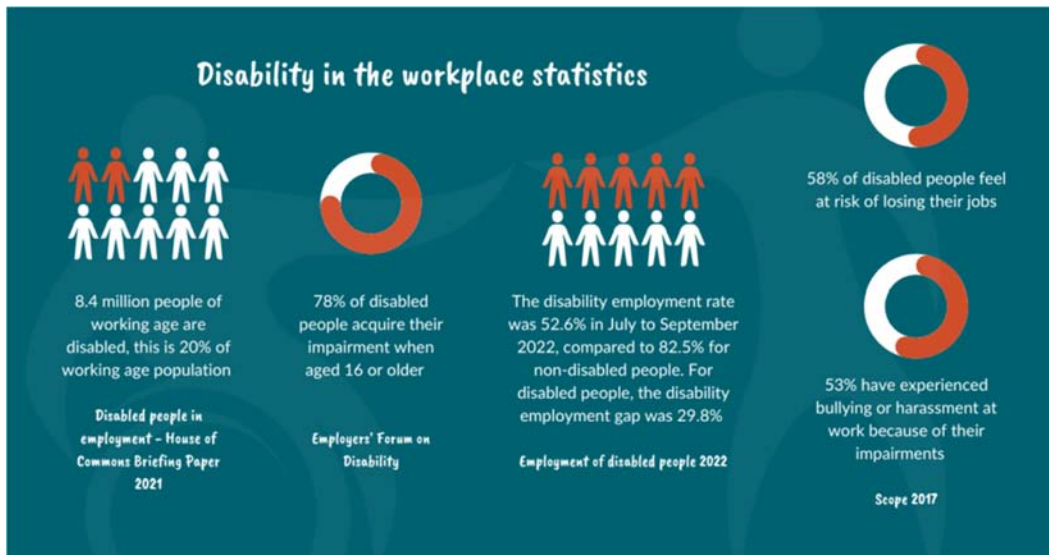 Disability in the workplace statistics
8.4 million people of
working age are
disabled, this is 20% of
working age population
Disabled people in
employment - House of
Commons Briefing Paper
2021
78% of disabled
people acquire their
impairment when
aged 16 or older
Employers' Forum on
Disability
The disability employment rate
was 52.6% in July to September
2022, compared to 82.5% for
non-disabled people. For
disabled people, the disability
employment gap was 29.8%
Employment of disabled people 2022
58% of disabled people feel
at risk of losing their jobs
53% have experienced
bullying or harassment at
work because of their
impairments
Scope 2017